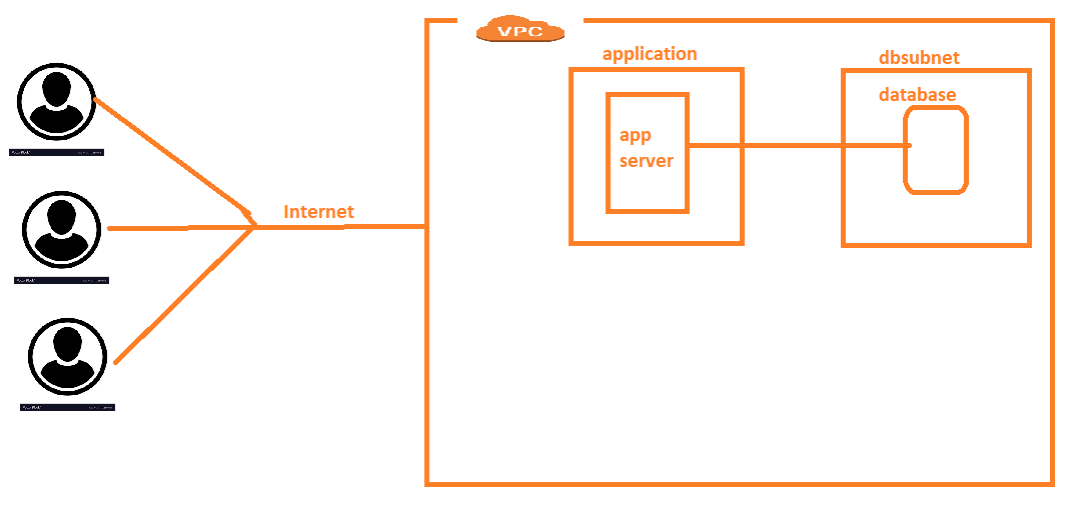 VPC
application
dbsubnet
database
app
server
Internet